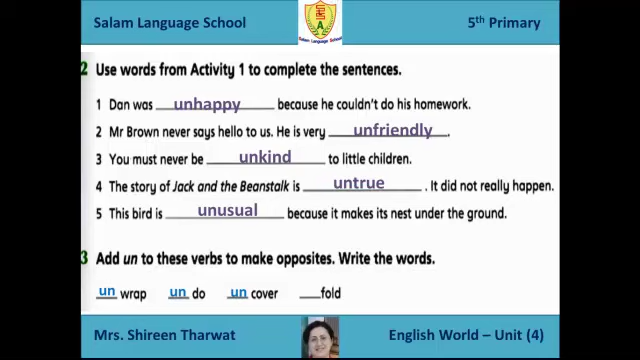 Salam Language School
Salam Language School
5th Primary
2 Use words from Activity 1 to complete the sentences.
1 Dan was unhappy because he couldn't do his homework.
2 Mr Brown never says hello to us. He is very unfriendly.
3 You must never be unkind to little children.
4 The story of Jack and the Beanstalk is untrue. It did not really happen.
5 This bird is unusual because it makes its nest under the ground.
3 Add un to these verbs to make opposites. Write the words.
un wrap un do un cover ___fold
Mrs. Shireen Tharwat
English World – Unit (4)